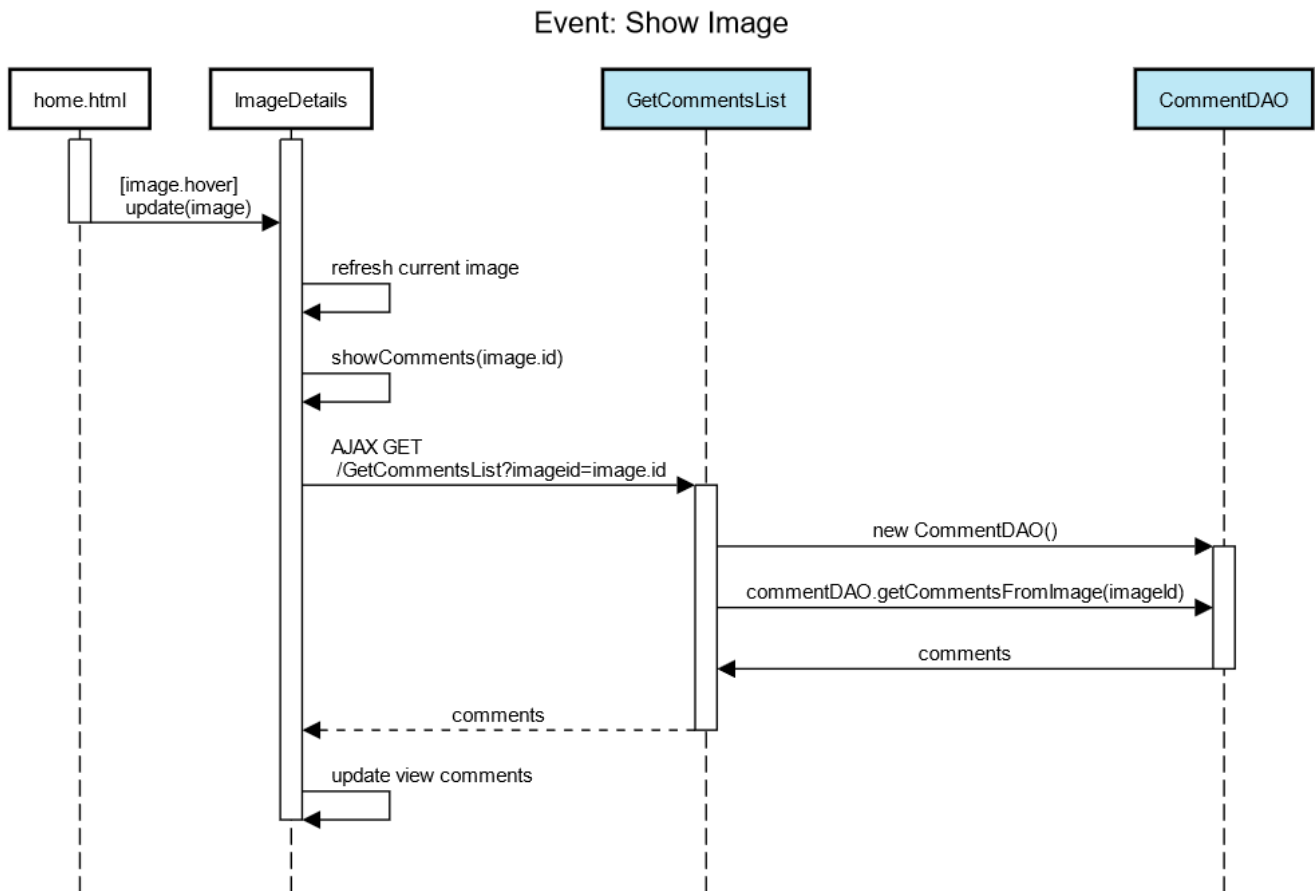 Event: Show Image
home.html
ImageDetails
GetCommentsList
CommentDAO
[image.hover]
update(image)
refresh current image
showComments(image.id)
AJAX GET
/GetCommentsList?imageid=image.id
new CommentDAO()
commentDAO.getCommentsFromImage(imageId)
comments
comments
update view comments